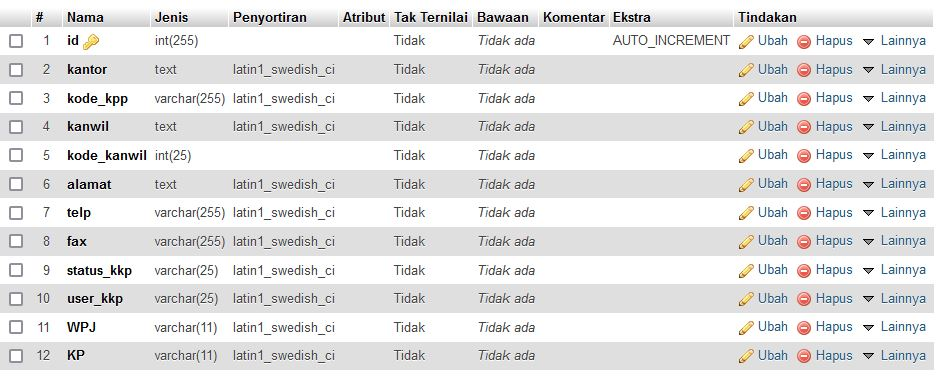 # Nama Jenis Penyortiran Atribut Tak Ternilai Bawaan Komentar Ekstra Tindakan
1 id int(255) Tidak Tidak ada AUTO_INCREMENT Ubah Hapus Lainnya
2 kantor text latin1_swedish_ci Tidak Tidak ada Ubah Hapus Lainnya
3 kode_kpp varchar(255) latin1_swedish_ci Tidak Tidak ada Ubah Hapus Lainnya
4 kanwil text latin1_swedish_ci Tidak Tidak ada Ubah Hapus Lainnya
5 kode_kanwil int(25) Tidak Tidak ada Ubah Hapus Lainnya
6 alamat text latin1_swedish_ci Tidak Tidak ada Ubah Hapus Lainnya
7 telp varchar(255) latin1_swedish_ci Tidak Tidak ada Ubah Hapus Lainnya
8 fax varchar(255) latin1_swedish_ci Tidak Tidak ada Ubah Hapus Lainnya
9 status_kkp varchar(25) latin1_swedish_ci Tidak Tidak ada Ubah Hapus Lainnya
10 user_kkp varchar(25) latin1_swedish_ci Tidak Tidak ada Ubah Hapus Lainnya
11 WPJ varchar(11) latin1_swedish_ci Tidak Tidak ada Ubah Hapus Lainnya
12 KP varchar(11) latin1_swedish_ci Tidak Tidak ada Ubah Hapus Lainnya